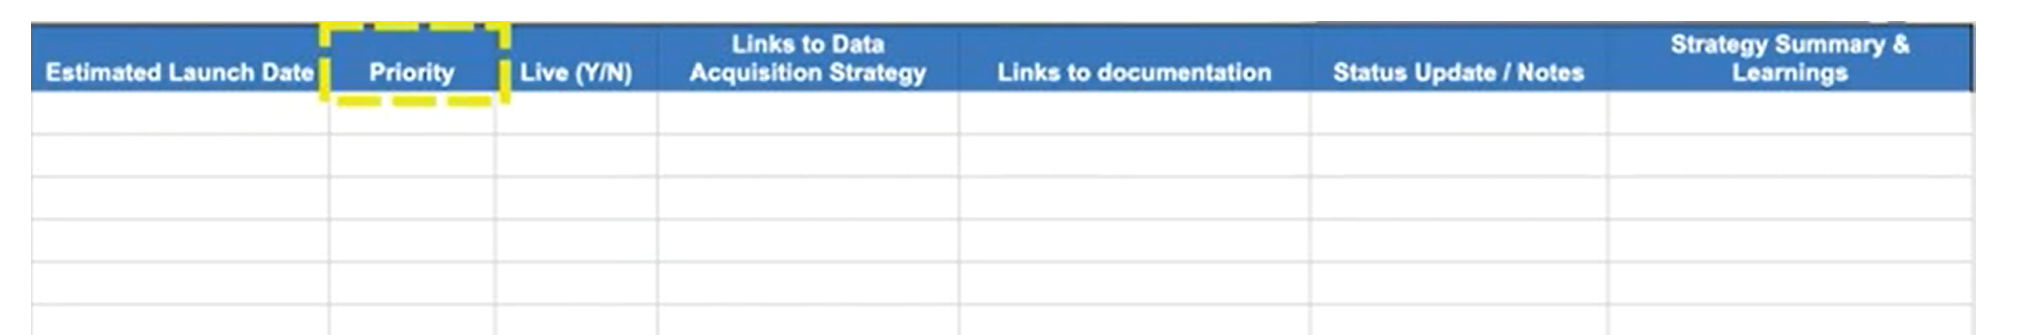 Estimated Launch Date
Priority
Live (Y/N)
Links to Data
Acquisition Strategy
Links to documentation
Status Update / Notes
Strategy Summary &
Learnings